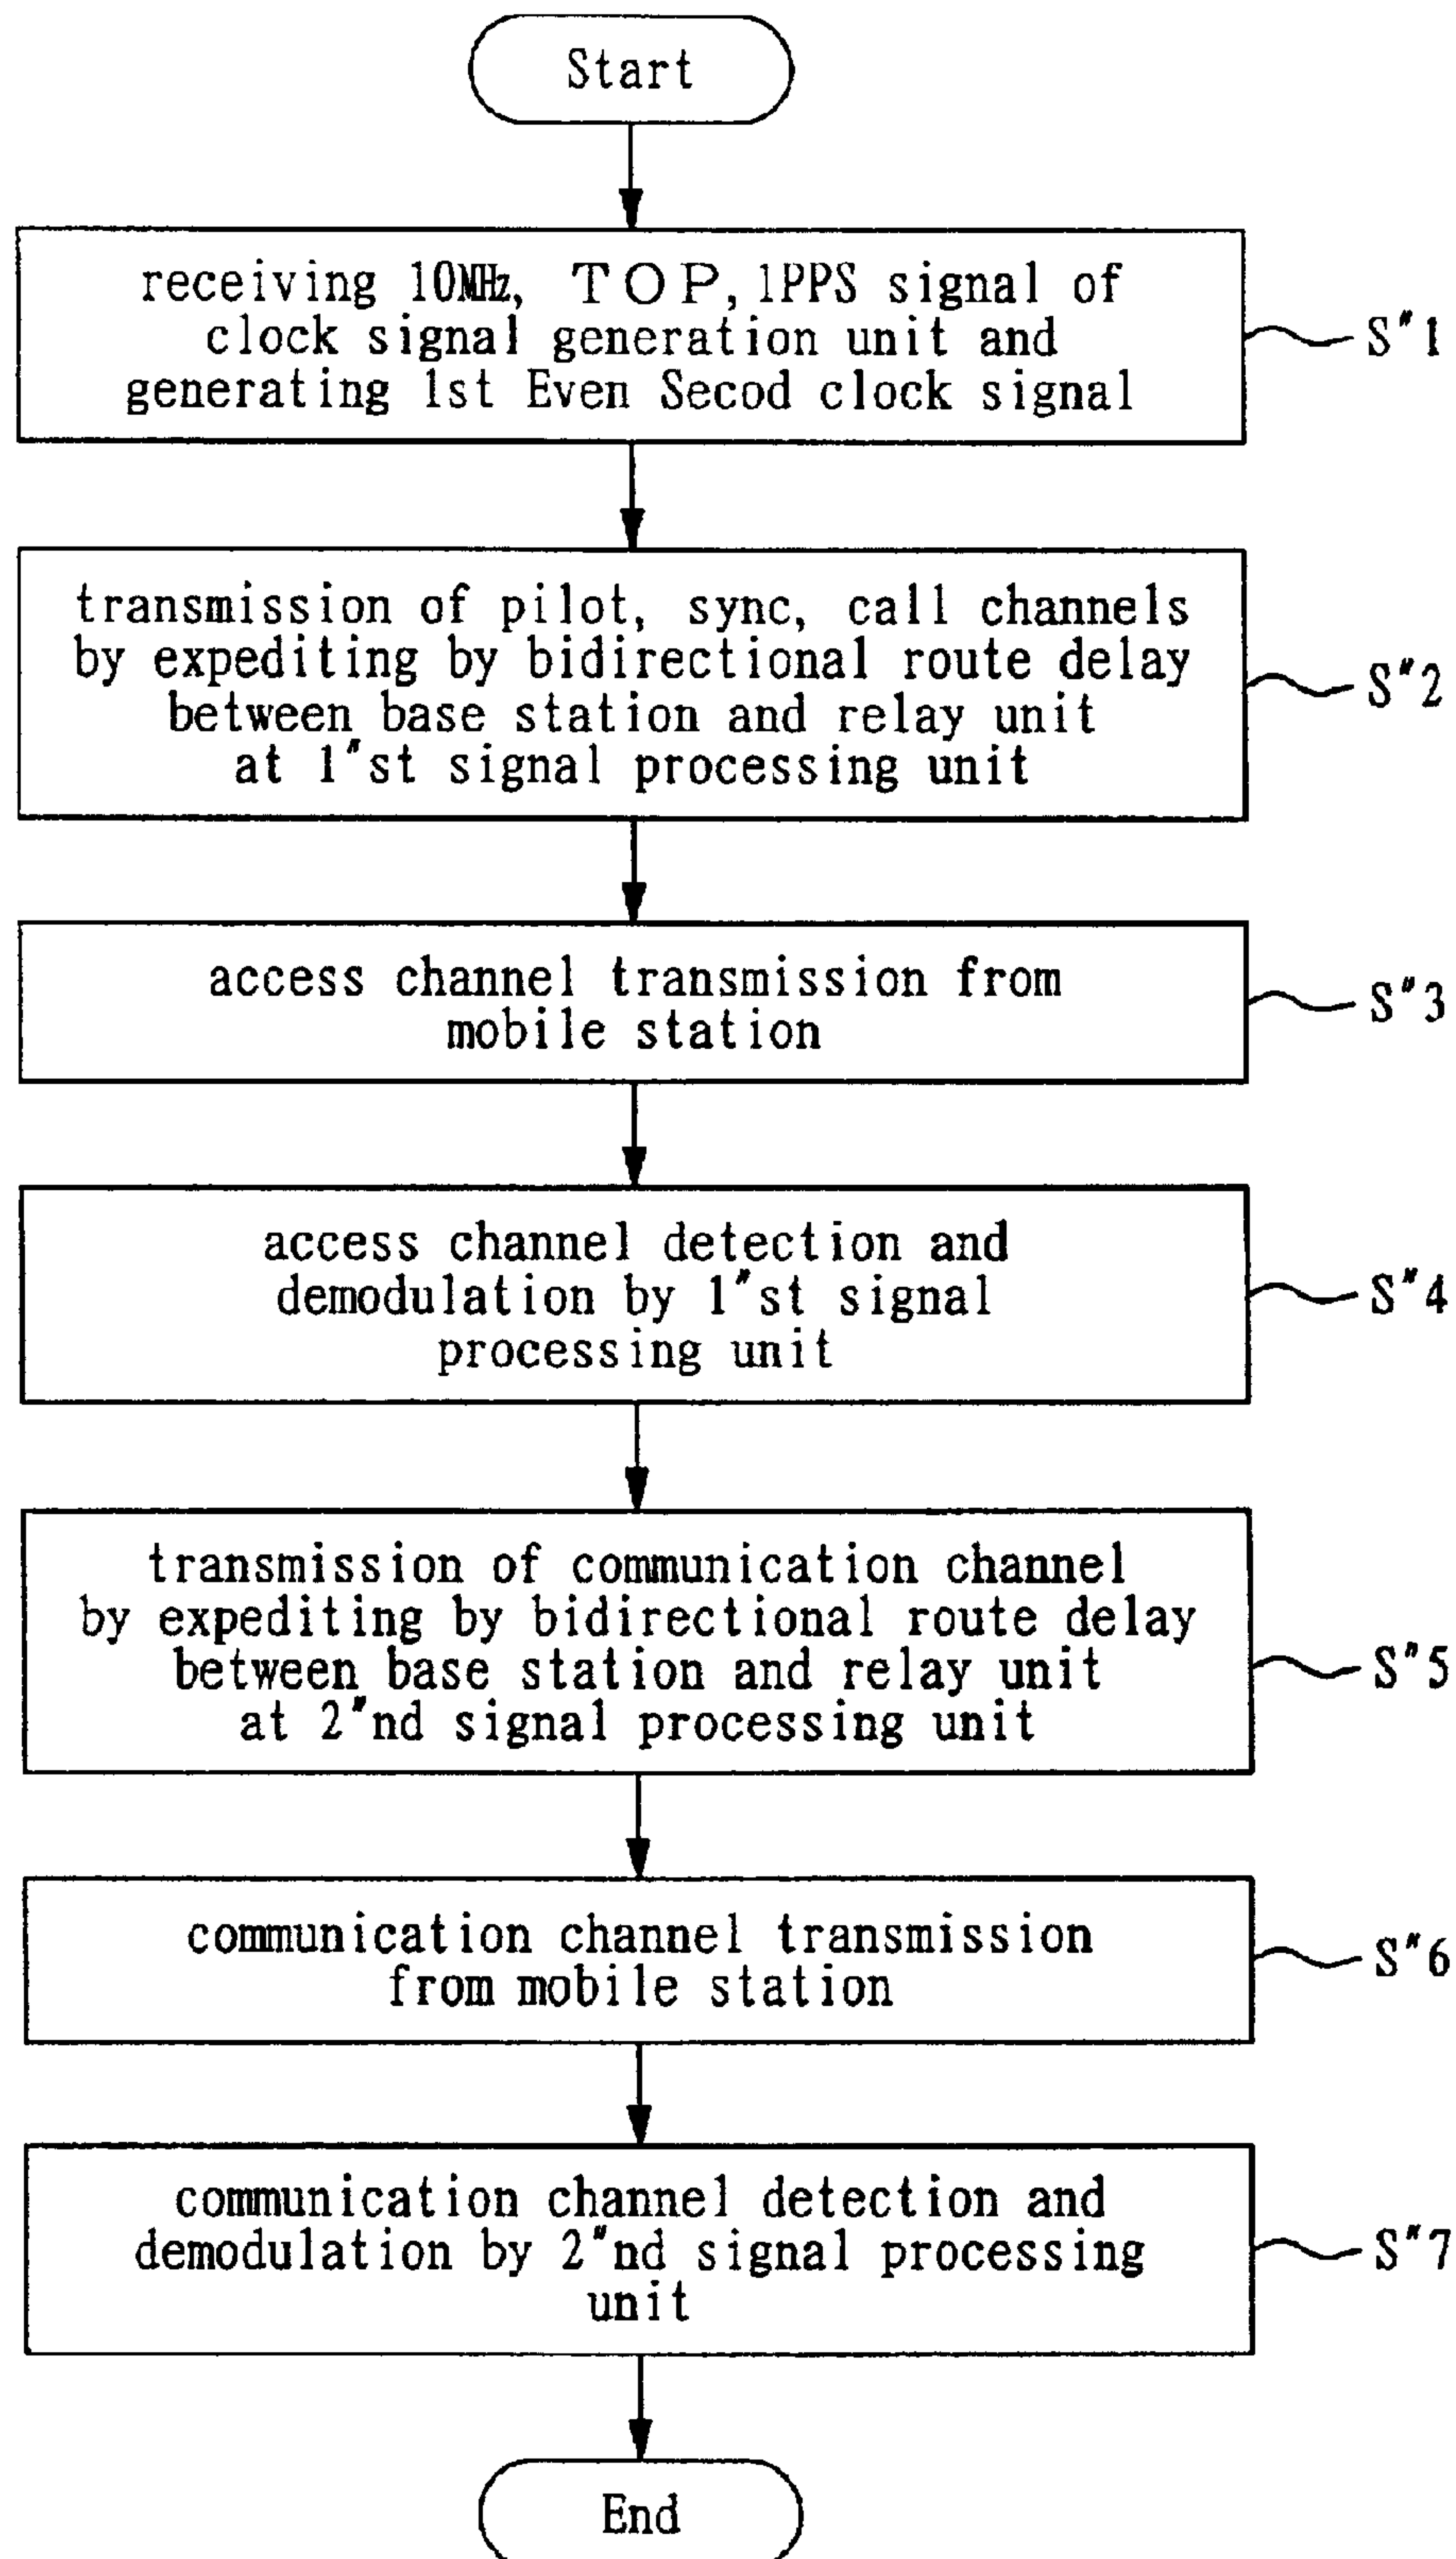 Start
receiving 10MHz, TOP, 1PPS signal of
clock signal generation unit and
generating 1st Even Secod clock signal
S"1
transmission of pilot, sync, call channels
by expediting by bidirectional route delay
between base station and relay unit
at 1"st signal processing unit
S"2
access channel transmission from
mobile station
S"3
access channel detection and
demodulation by 1"st signal
processing unit
S"4
transmission of communication channel
by expediting by bidirectional route delay
between base station and relay unit
at 2"nd signal processing unit
S"5
communication channel transmission
from mobile station
S"6
communication channel detection and
demodulation by 2"nd signal processing
unit
S"7
End